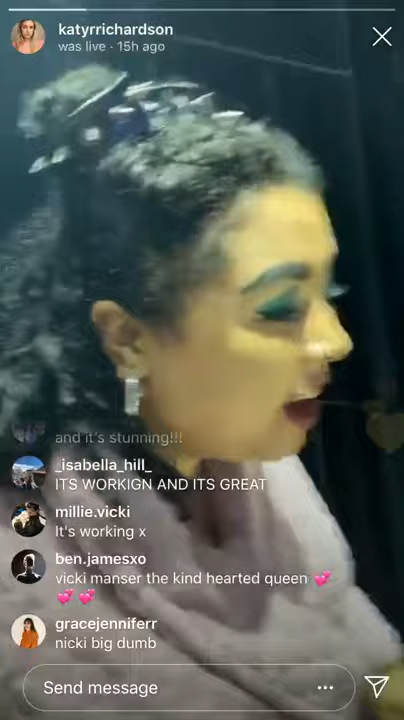 katyrrichardson
was live · 15h ago
and it's stunning!!!
_isabella_hill_
ITS WORKIGN AND ITS GREAT
millie.vicki
It's working x
ben.jamesxo
vicki manser the kind hearted queen 💕
💕 💕
gracejenniferr
nicki big dumb
Send message